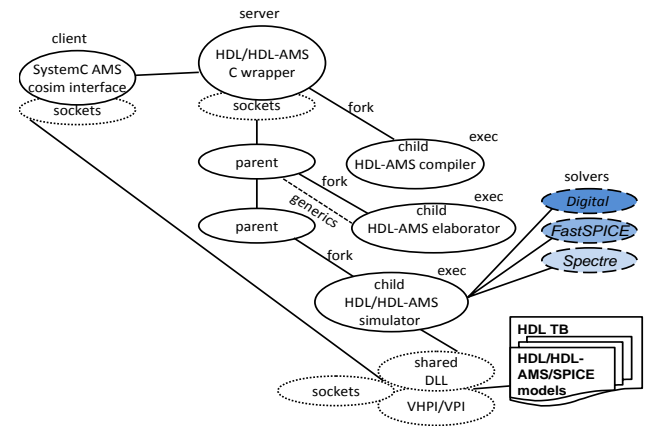 server
client
HDL/HDL-AMS
C wrapper
SystemC AMS
cosim interface
sockets
sockets
fork
exec
child
HDL-AMS compiler
parent
fork
generics
exec
child
HDL-AMS elaborator
solvers
Digital
FastSPICE
Spectre
parent
fork
exec
child
HDL/HDL-AMS
simulator
shared
DLL
sockets
VHPI/VPI
HDL TB
HDL/HDL-
AMS/SPICE
models